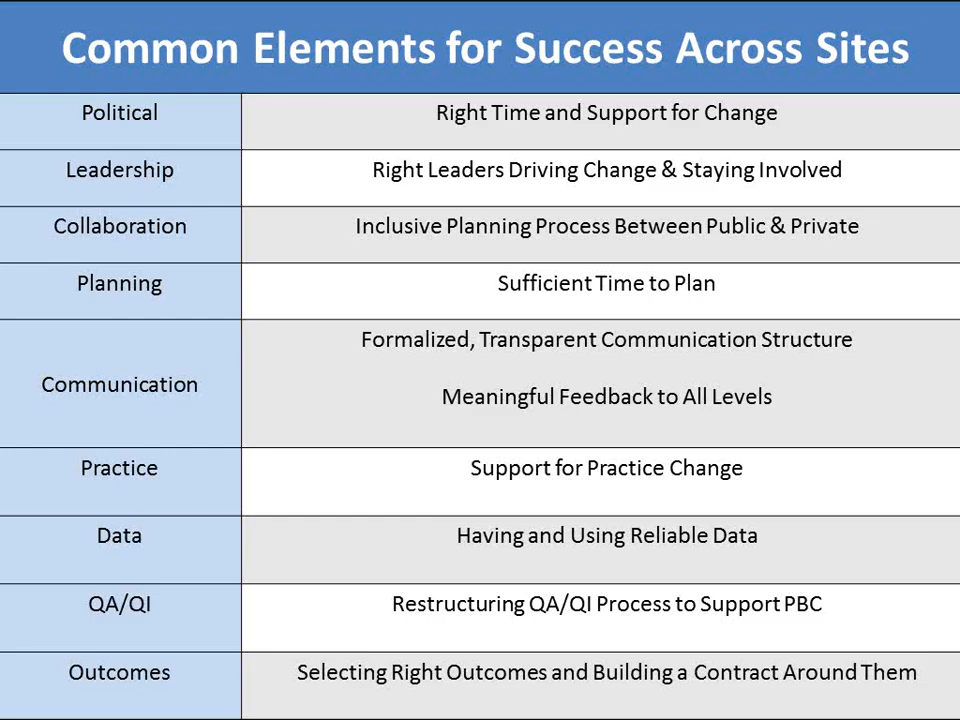 Common Elements for Success Across Sites
Political
Right Time and Support for Change
Leadership
Right Leaders Driving Change & Staying Involved
Collaboration
Inclusive Planning Process Between Public & Private
Planning
Sufficient Time to Plan
Communication
Formalized, Transparent Communication Structure
Meaningful Feedback to All Levels
Practice
Support for Practice Change
Data
Having and Using Reliable Data
QA/QI
Restructuring QA/QI Process to Support PBC
Outcomes
Selecting Right Outcomes and Building a Contract Around Them